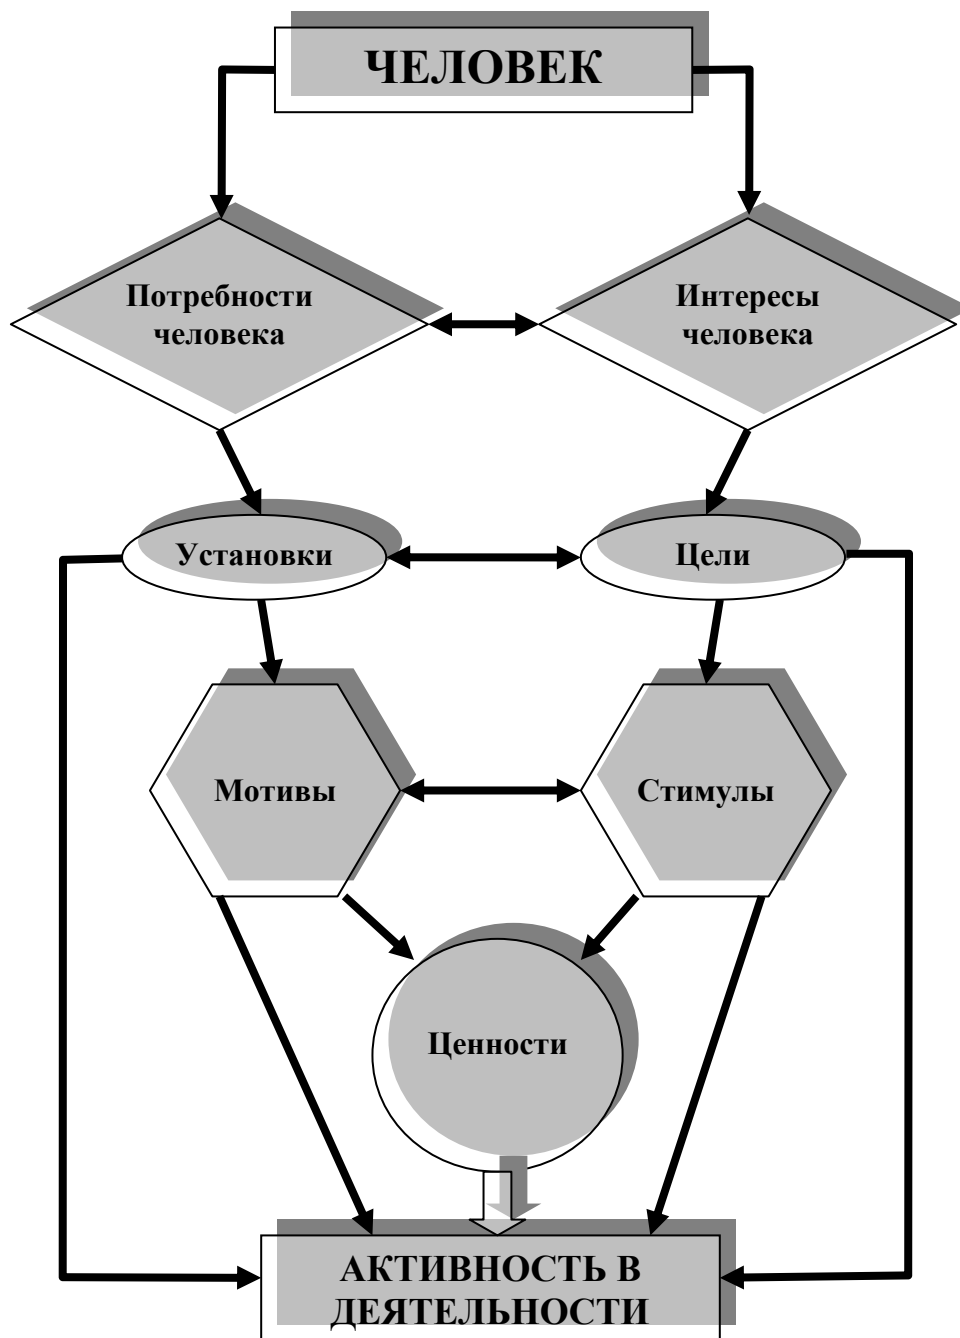 ЧЕЛОВЕК
Потребности
человека
Интересы
человека
Установки
Цели
Мотивы
Стимулы
Ценности
АКТИВНОСТЬ В
ДЕЯТЕЛЬНОСТИ